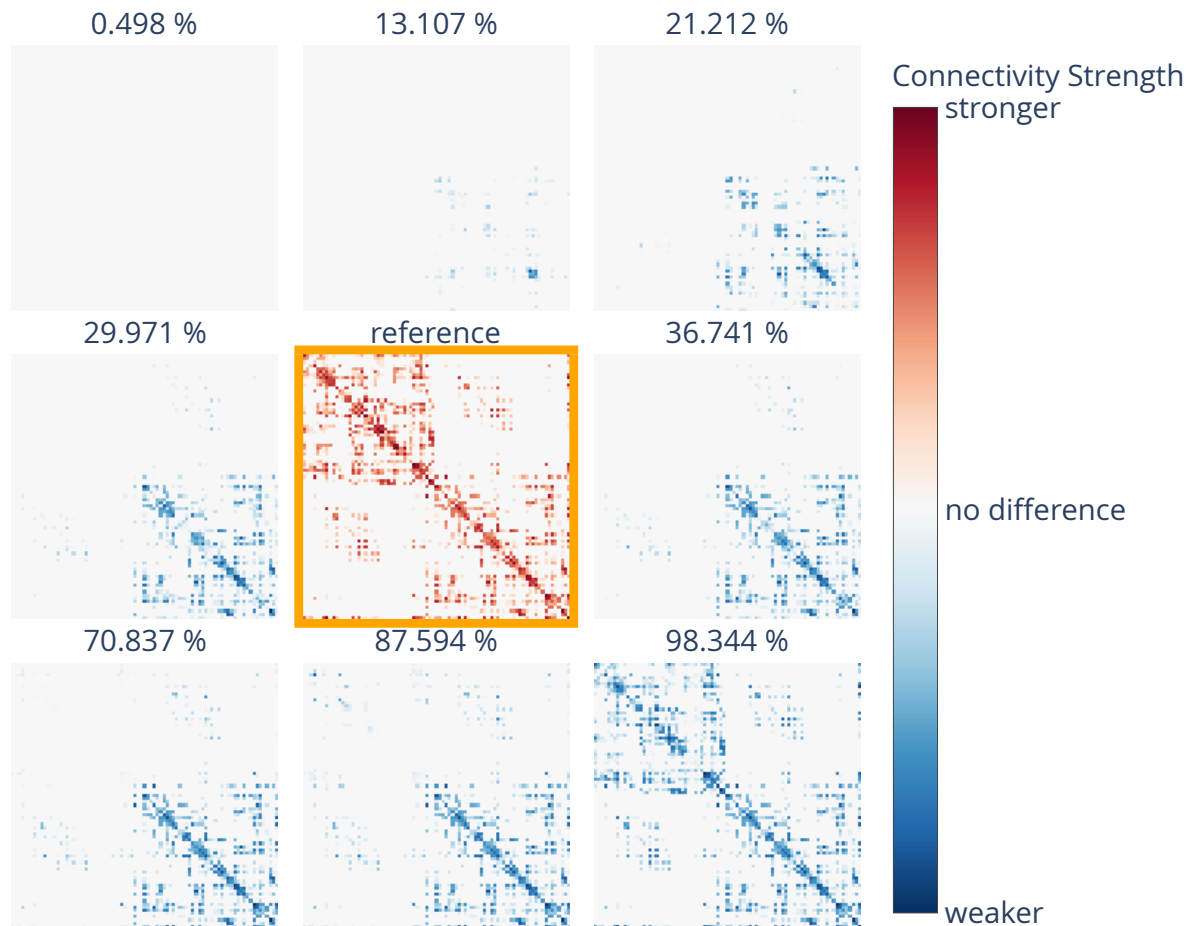 0.498 %
13.107 %
21.212 %
Connectivity Strength
stronger
29.971 %
reference
36.741 %
no difference
70.837 %
87.594 %
98.344 %
weaker